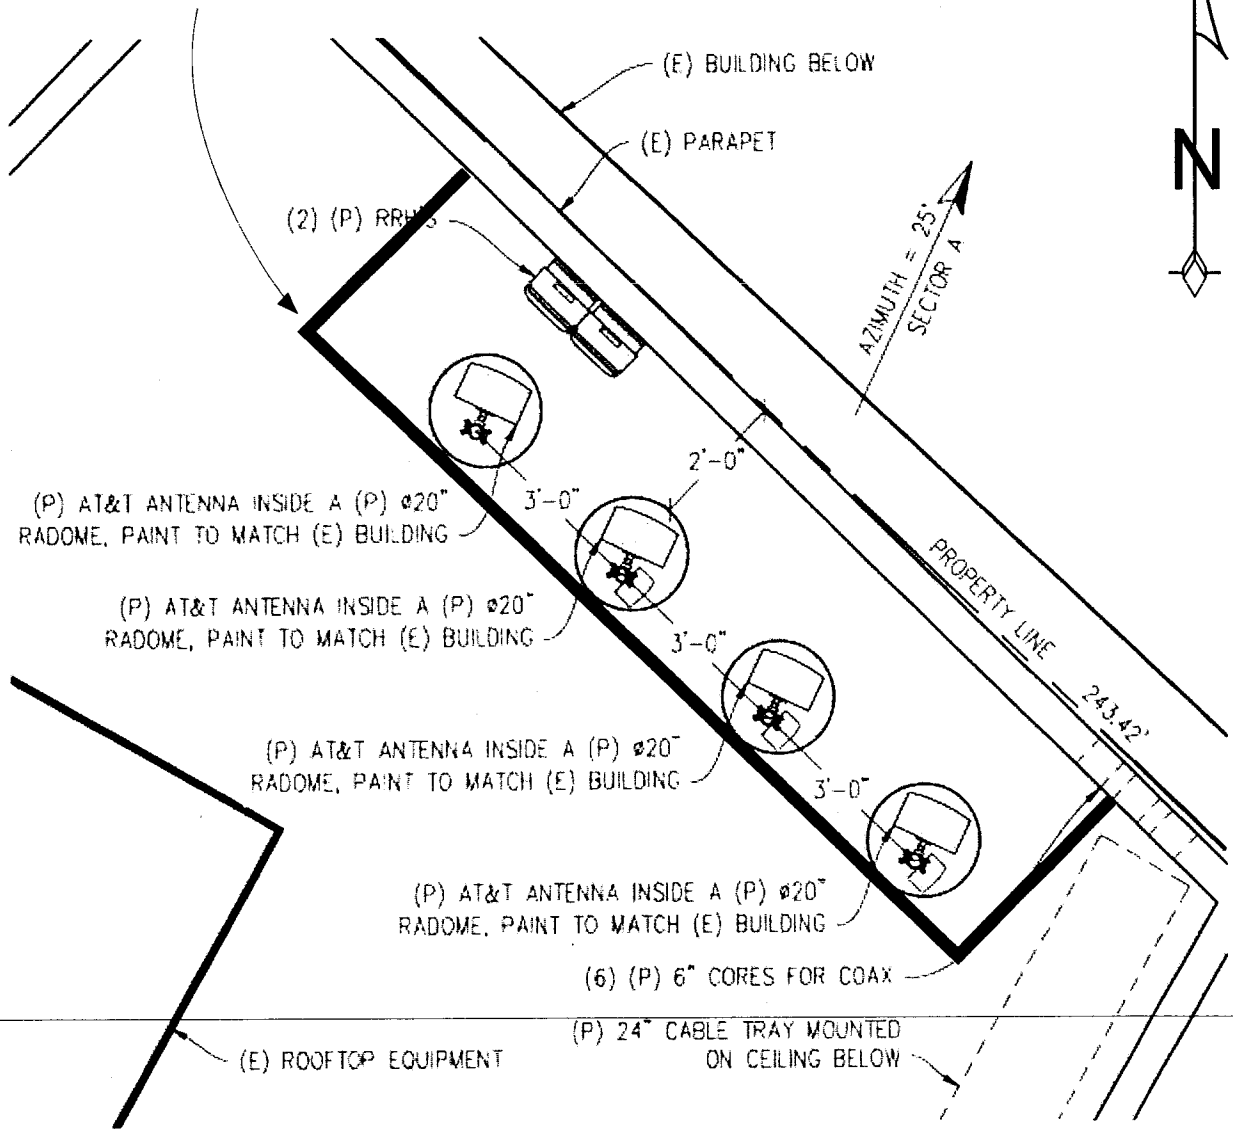 (E) BUILDING BELOW
(E) PARAPET
N
(2) (P) RRH'S
AZIMUTH = 25°
SECTOR A
2'-0"
3'-0"
(P) AT&T ANTENNA INSIDE A (P) ø20"
RADOME, PAINT TO MATCH (E) BUILDING
PROPERTY LINE
243.42'
(P) AT&T ANTENNA INSIDE A (P) ø20"
RADOME, PAINT TO MATCH (E) BUILDING
3'-0"
(P) AT&T ANTENNA INSIDE A (P) ø20"
RADOME, PAINT TO MATCH (E) BUILDING
3'-0"
(P) AT&T ANTENNA INSIDE A (P) ø20"
RADOME, PAINT TO MATCH (E) BUILDING
(6) (P) 6" CORES FOR COAX
(P) 24" CABLE TRAY MOUNTED
ON CEILING BELOW
(E) ROOFTOP EQUIPMENT